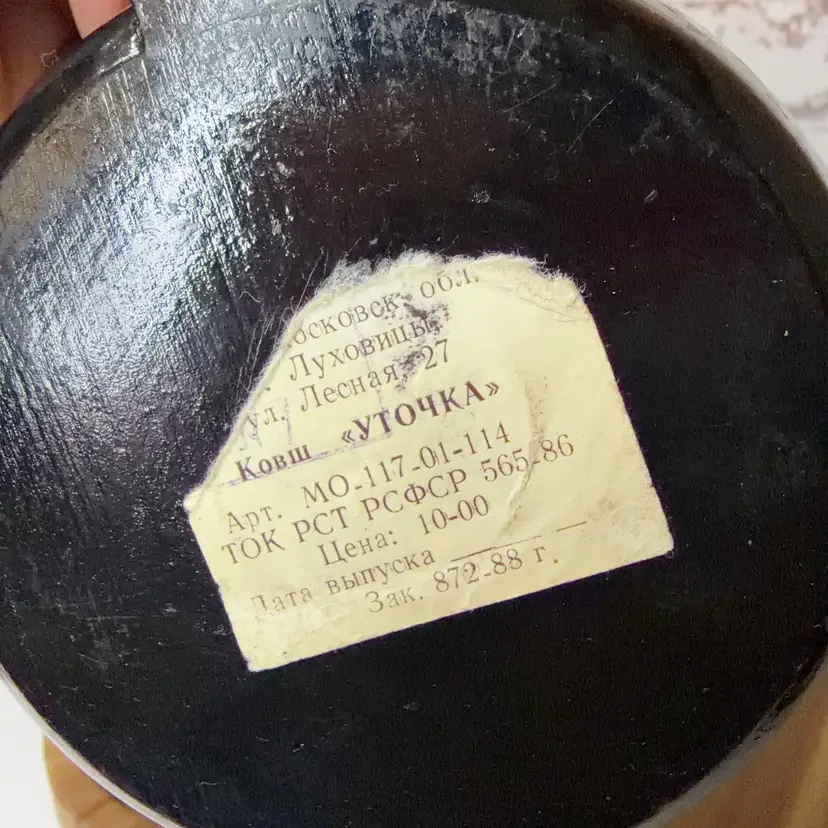 осковск. обл.
. Луховицы,
ул. Лесная, 27
Ковш «УТОЧКА»
Арт. МО-117-01-114
ТОК РСТ РСФСР 565-86
Цена: 10-00
Дата выпуска
Зак. 872-88 г.